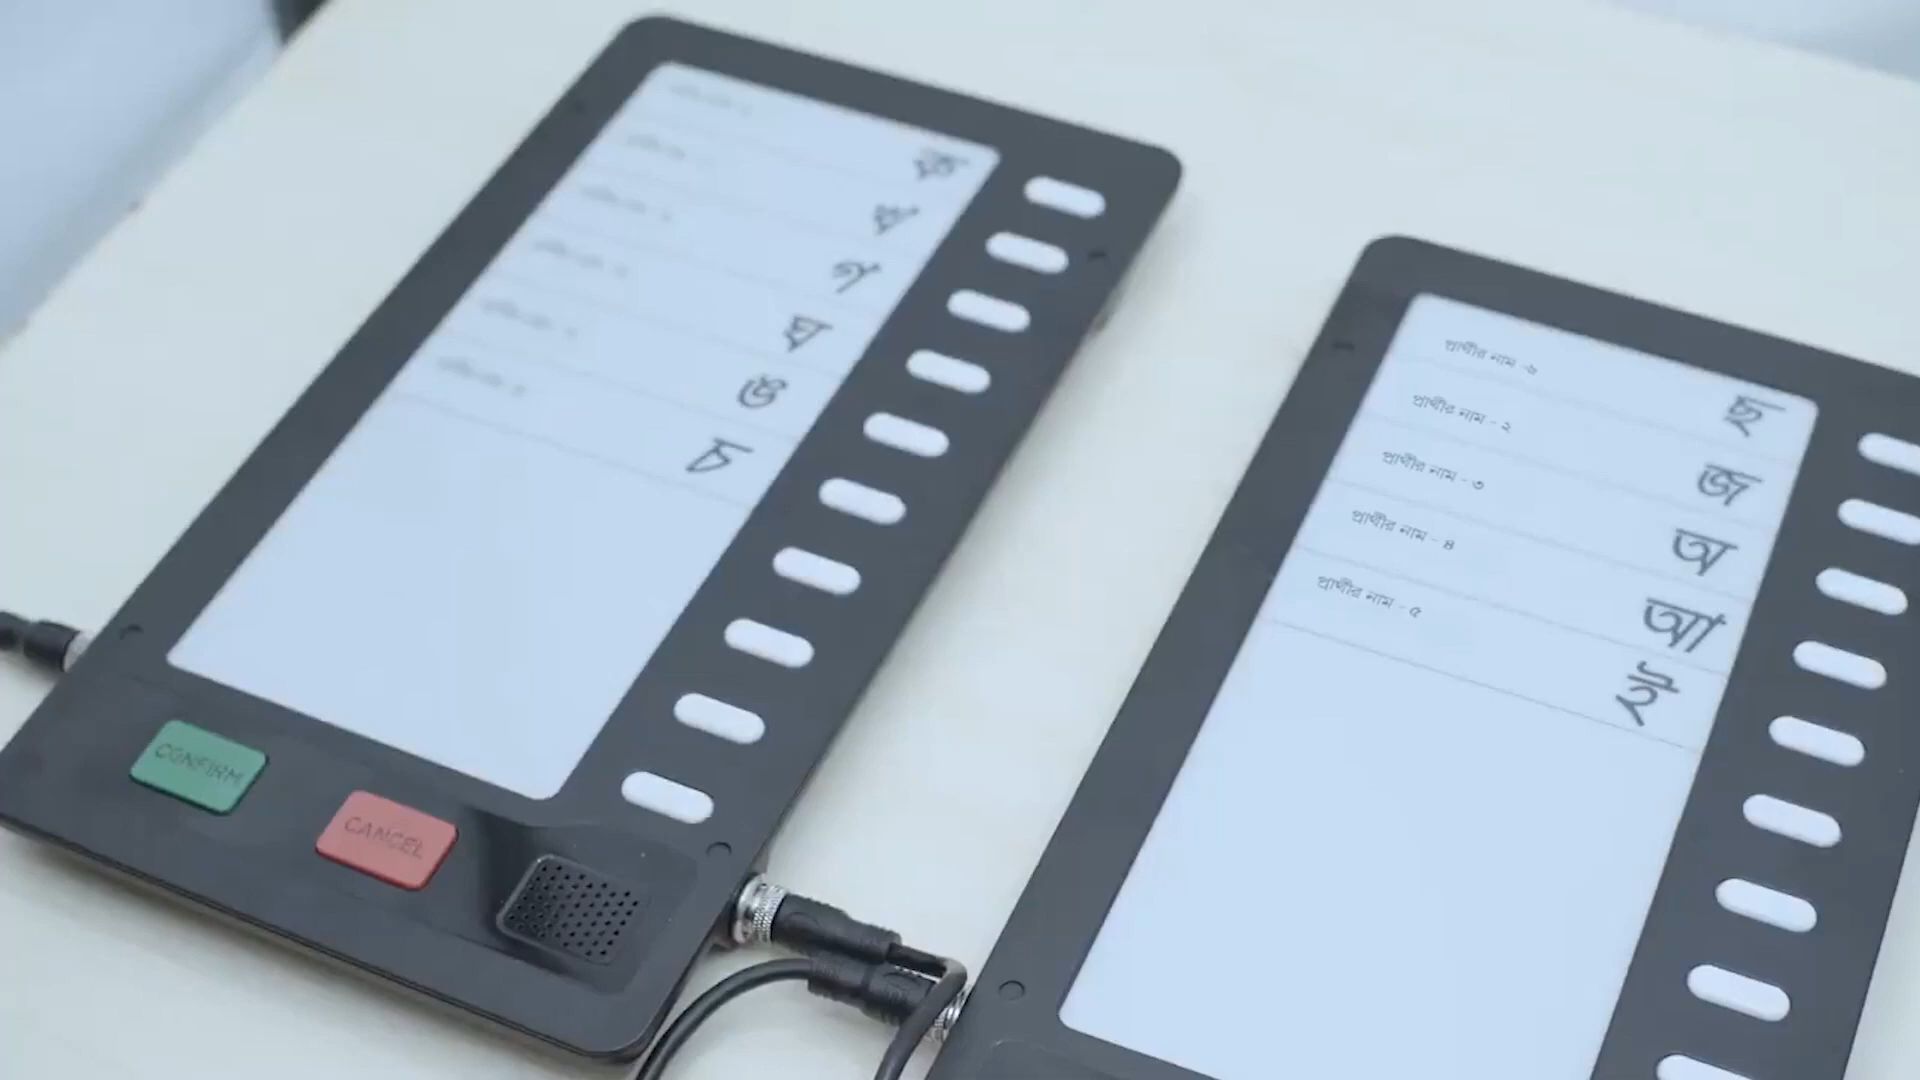 ক
খ
গ
ঘ
ঙ
চ
CONFIRM
CANCEL
প্রার্থীর নাম -১ ছ
প্রার্থীর নাম - ২ জ
প্রার্থীর নাম - ৩ অ
প্রার্থীর নাম - ৪ আ
প্রার্থীর নাম - ৫ ই